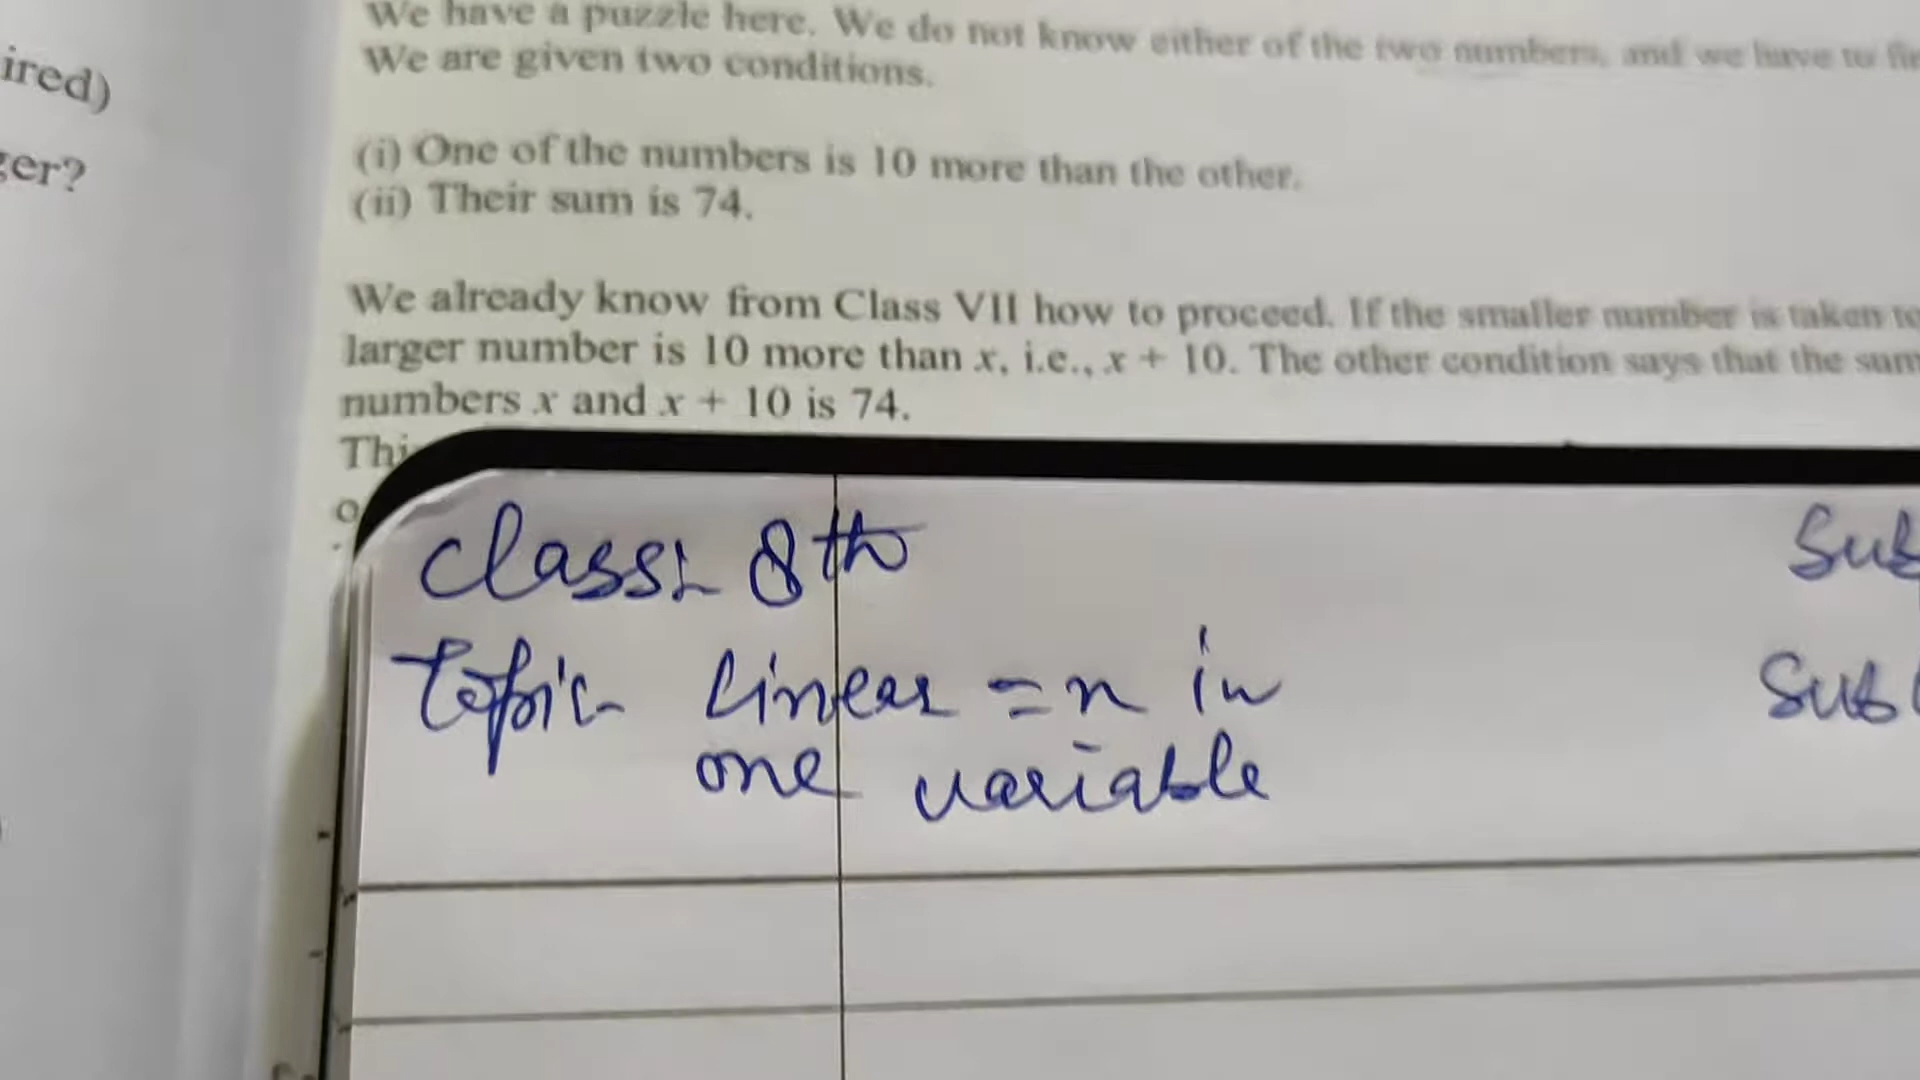 ired)
ger?
We have a puzzle here. We do not know either of the two numbers, and we have to
We are given two conditions.
(i) One of the numbers is 10 more than the other.
(ii) Their sum is 74.
We already know from Class VII how to proceed. If the smaller number is taken to
larger number is 10 more than x, i.e., x + 10. The other condition says that the sum
numbers x and x + 10 is 74.
Thi
Class:- 8th
Sub
Topic- Linear =n in
Sub
one variable